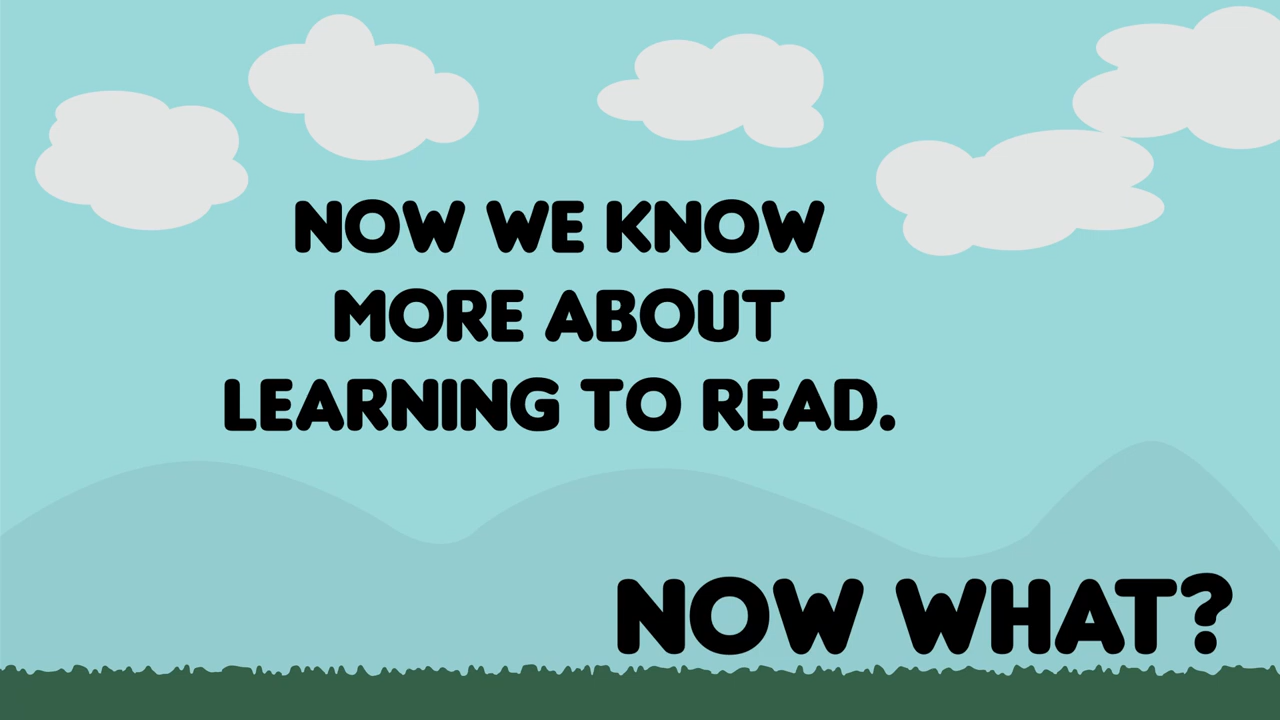 NOW WE KNOW
MORE ABOUT
LEARNING TO READ.
NOW WHAT?